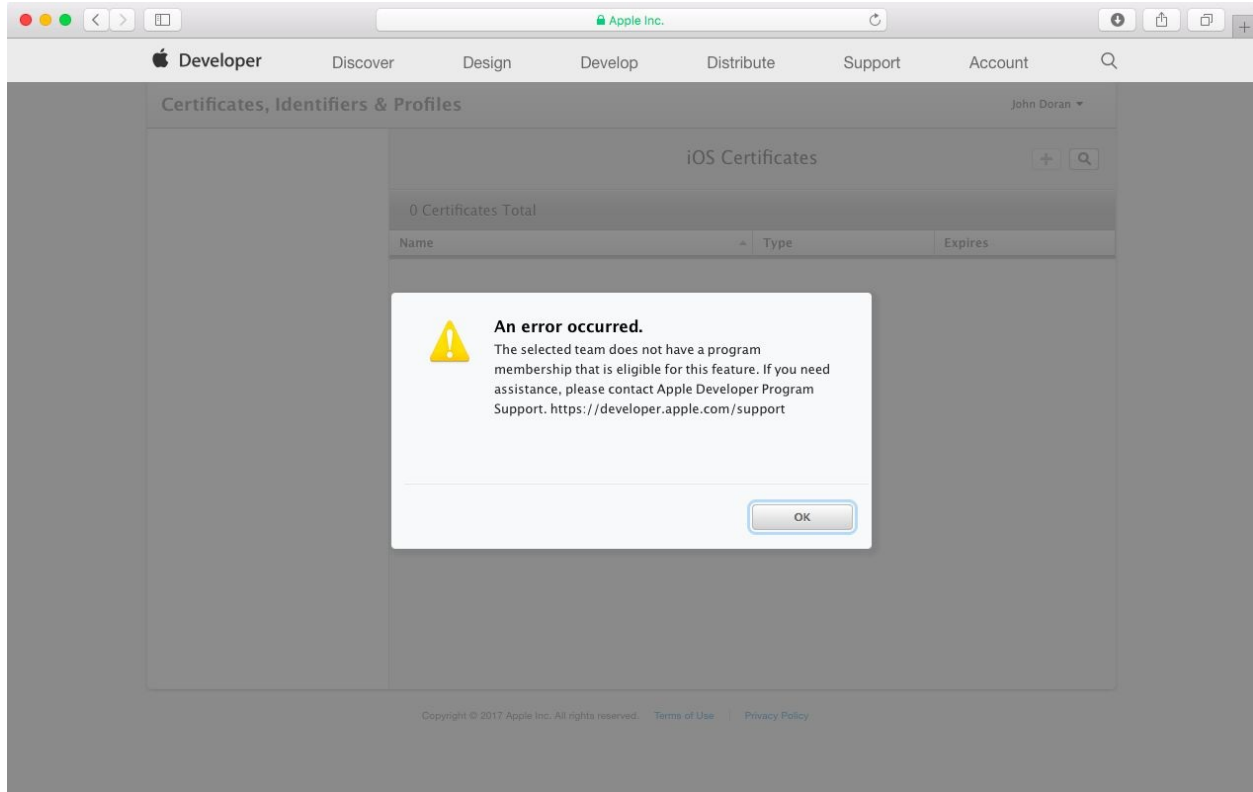 Apple Inc.
Developer Discover Design Develop Distribute Support Account
Certificates, Identifiers & Profiles John Doran
iOS Certificates
0 Certificates Total
Name Type Expires
An error occurred.
The selected team does not have a program
membership that is eligible for this feature. If you need
assistance, please contact Apple Developer Program
Support. https://developer.apple.com/support
OK
Copyright © 2017 Apple Inc. All rights reserved. Terms of Use | Privacy Policy